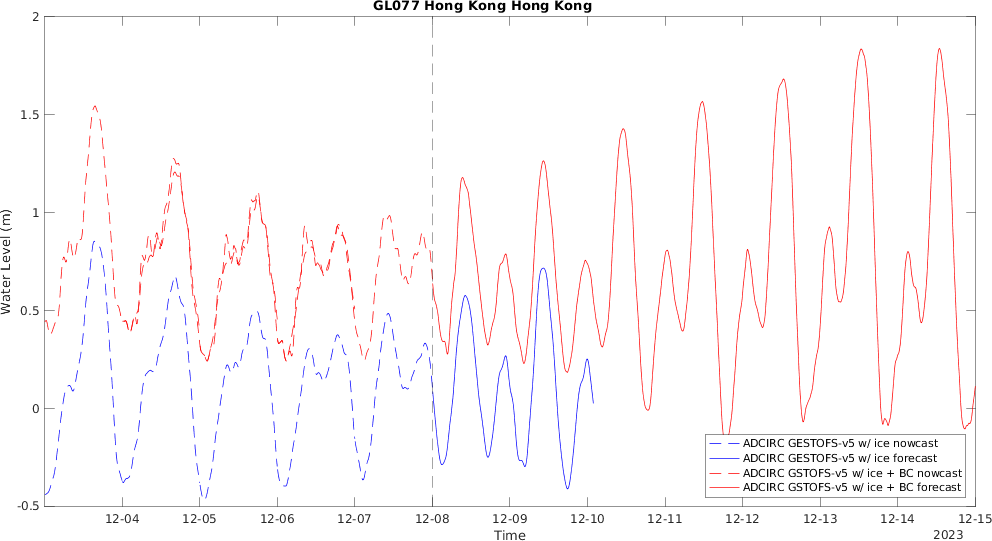 GL077 Hong Kong Hong Kong
2
1.5
1
0.5
0
-0.5
Water Level (m)
12-04 12-05 12-06 12-07 12-08 12-09 12-10 12-11 12-12 12-13 12-14 12-15
Time
2023
ADCIRC GESTOFS-v5 w/ ice nowcast
ADCIRC GESTOFS-v5 w/ ice forecast
ADCIRC GSTOFS-v5 w/ ice + BC nowcast
ADCIRC GSTOFS-v5 w/ ice + BC forecast